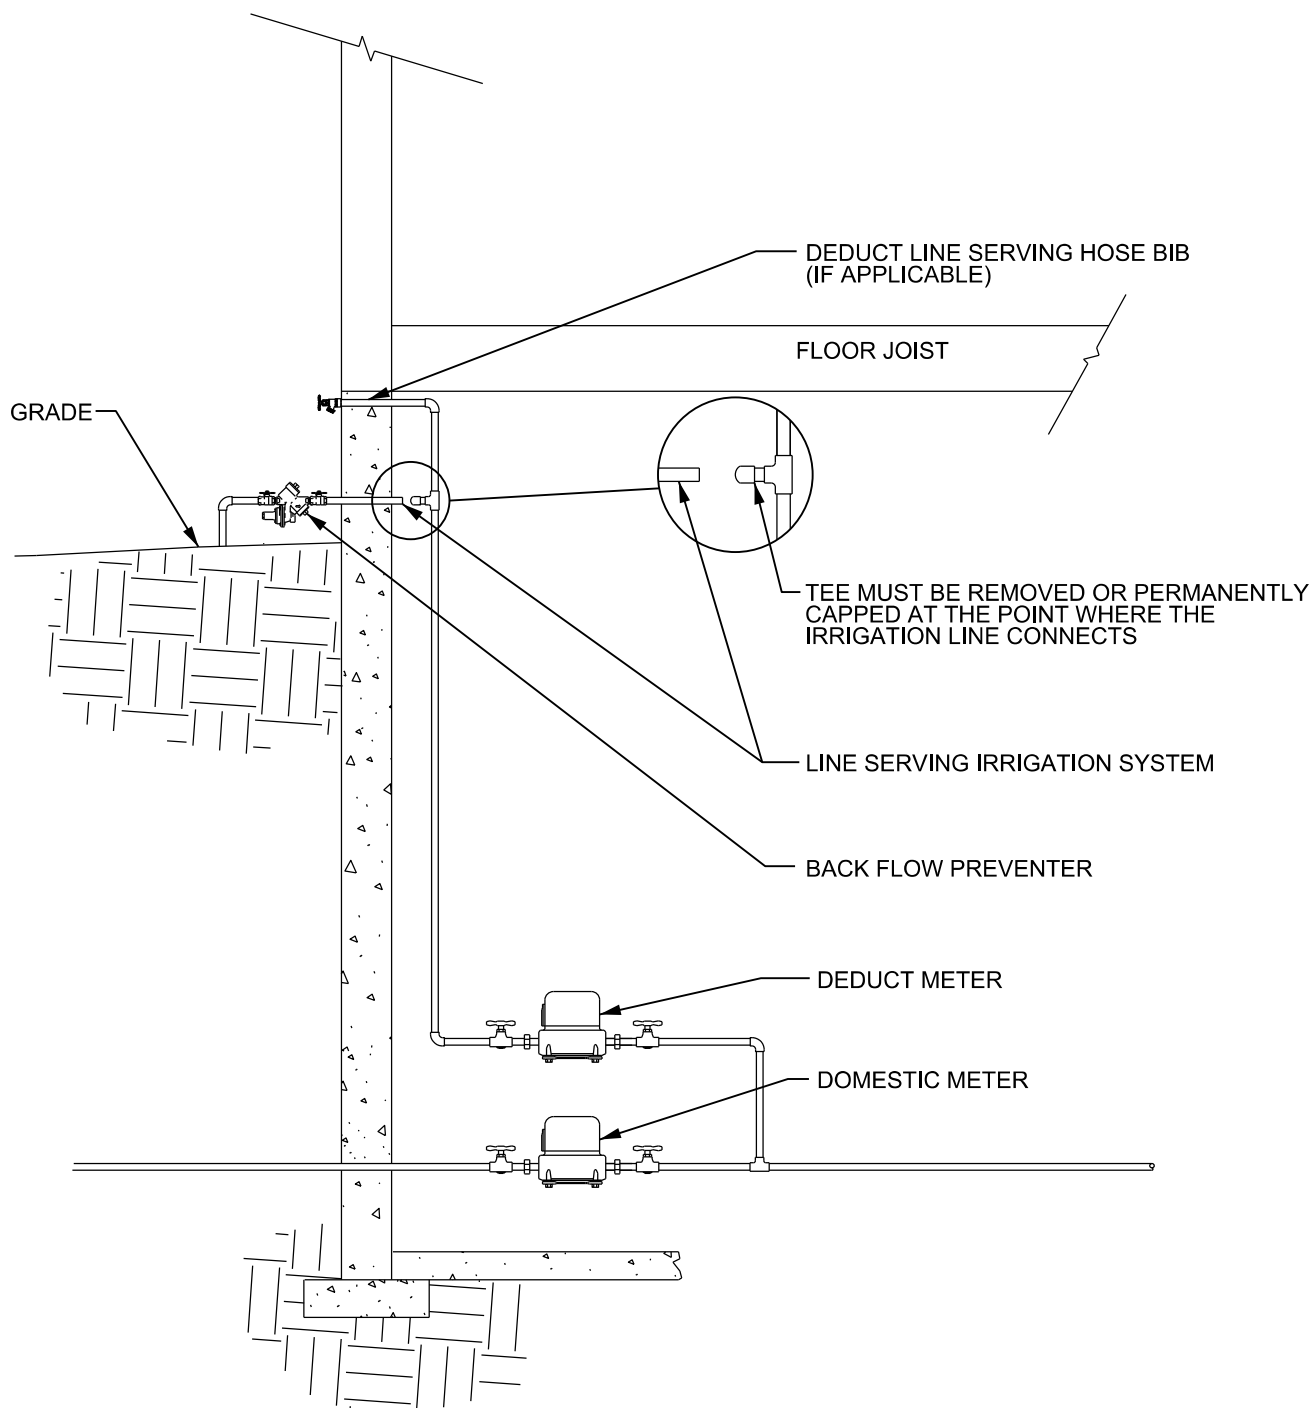 DEDUCT LINE SERVING HOSE BIB
(IF APPLICABLE)
FLOOR JOIST
GRADE
TEE MUST BE REMOVED OR PERMANENTLY
CAPPED AT THE POINT WHERE THE
IRRIGATION LINE CONNECTS
LINE SERVING IRRIGATION SYSTEM
BACK FLOW PREVENTER
DEDUCT METER
DOMESTIC METER